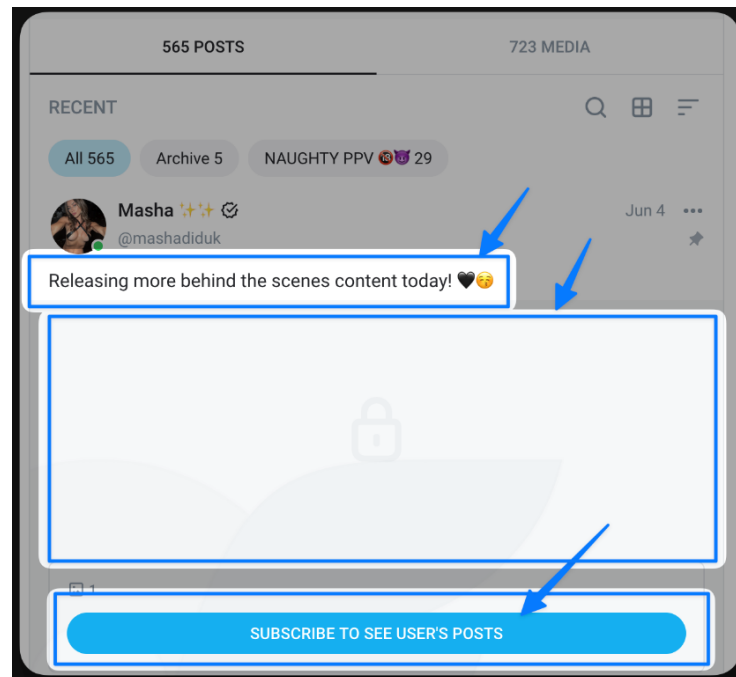 565 POSTS
723 MEDIA
RECENT
All 565
Archive 5
NAUGHTY PPV 🔞😈 29
Masha ✨✨
Jun 4
@mashadiduk
Releasing more behind the scenes content today! 🖤😚
1
SUBSCRIBE TO SEE USER'S POSTS